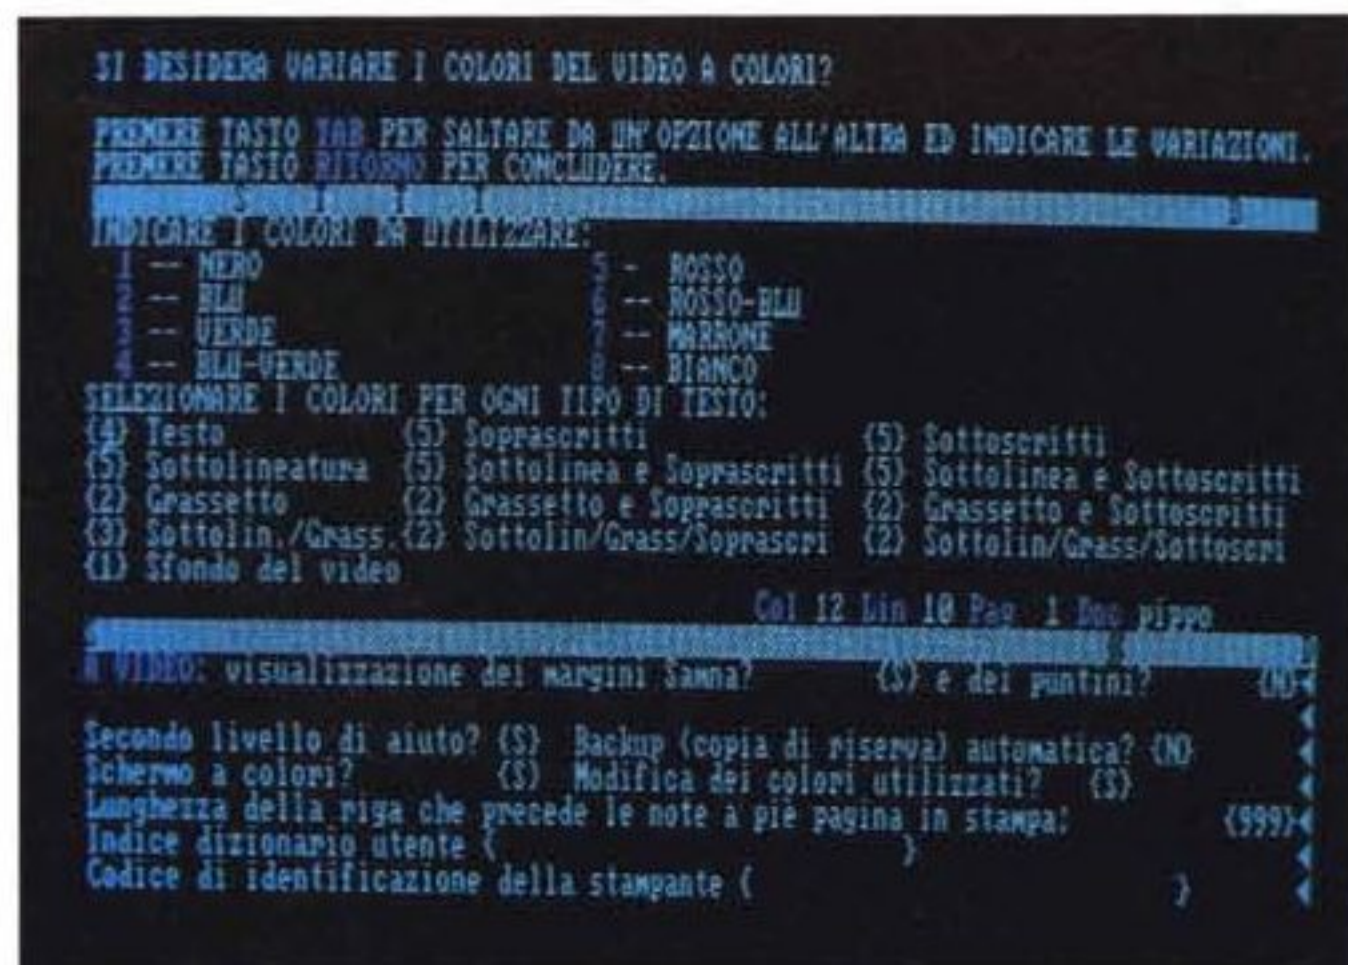 SI DESIDERA VARIARE I COLORI DEL VIDEO A COLORI?
PREMERE TASTO TAB PER SALTARE DA UN'OPZIONE ALL'ALTRA ED INDICARE LE VARIAZIONI.
PREMERE TASTO RITORNO PER CONCLUDERE.
INDICARE I COLORI DA UTILIZZARE:
1 -- NERO 5 - ROSSO
2 -- BLU 6 -- ROSSO-BLU
3 -- VERDE 7 -- MARRONE
4 -- BLU-VERDE 8 -- BIANCO
SELEZIONARE I COLORI PER OGNI TIPO DI TESTO:
{4} Testo {5} Soprascritti {5} Sottoscritti
{5} Sottolineatura {5} Sottolinea e Soprascritti {5} Sottolinea e Sottoscritti
{2} Grassetto {2} Grassetto e Soprascritti {2} Grassetto e Sottoscritti
{3} Sottolin./Grass. {2} Sottolin/Grass/Soprascri {2} Sottolin/Grass/Sottoscri
{1} Sfondo del video
Col 12 Lin 10 Pag 1 Doc pippo
A VIDEO: visualizzazione dei margini Samna? {S} e dei puntini? {N}
Secondo livello di aiuto? {S} Backup (copia di riserva) automatica? {N}
Schermo a colori? {S} Modifica dei colori utilizzati? {S}
Lunghezza della riga che precede le note a piè pagina in stampa: {999}
Indice dizionario utente { }
Codice di identificazione della stampante { }